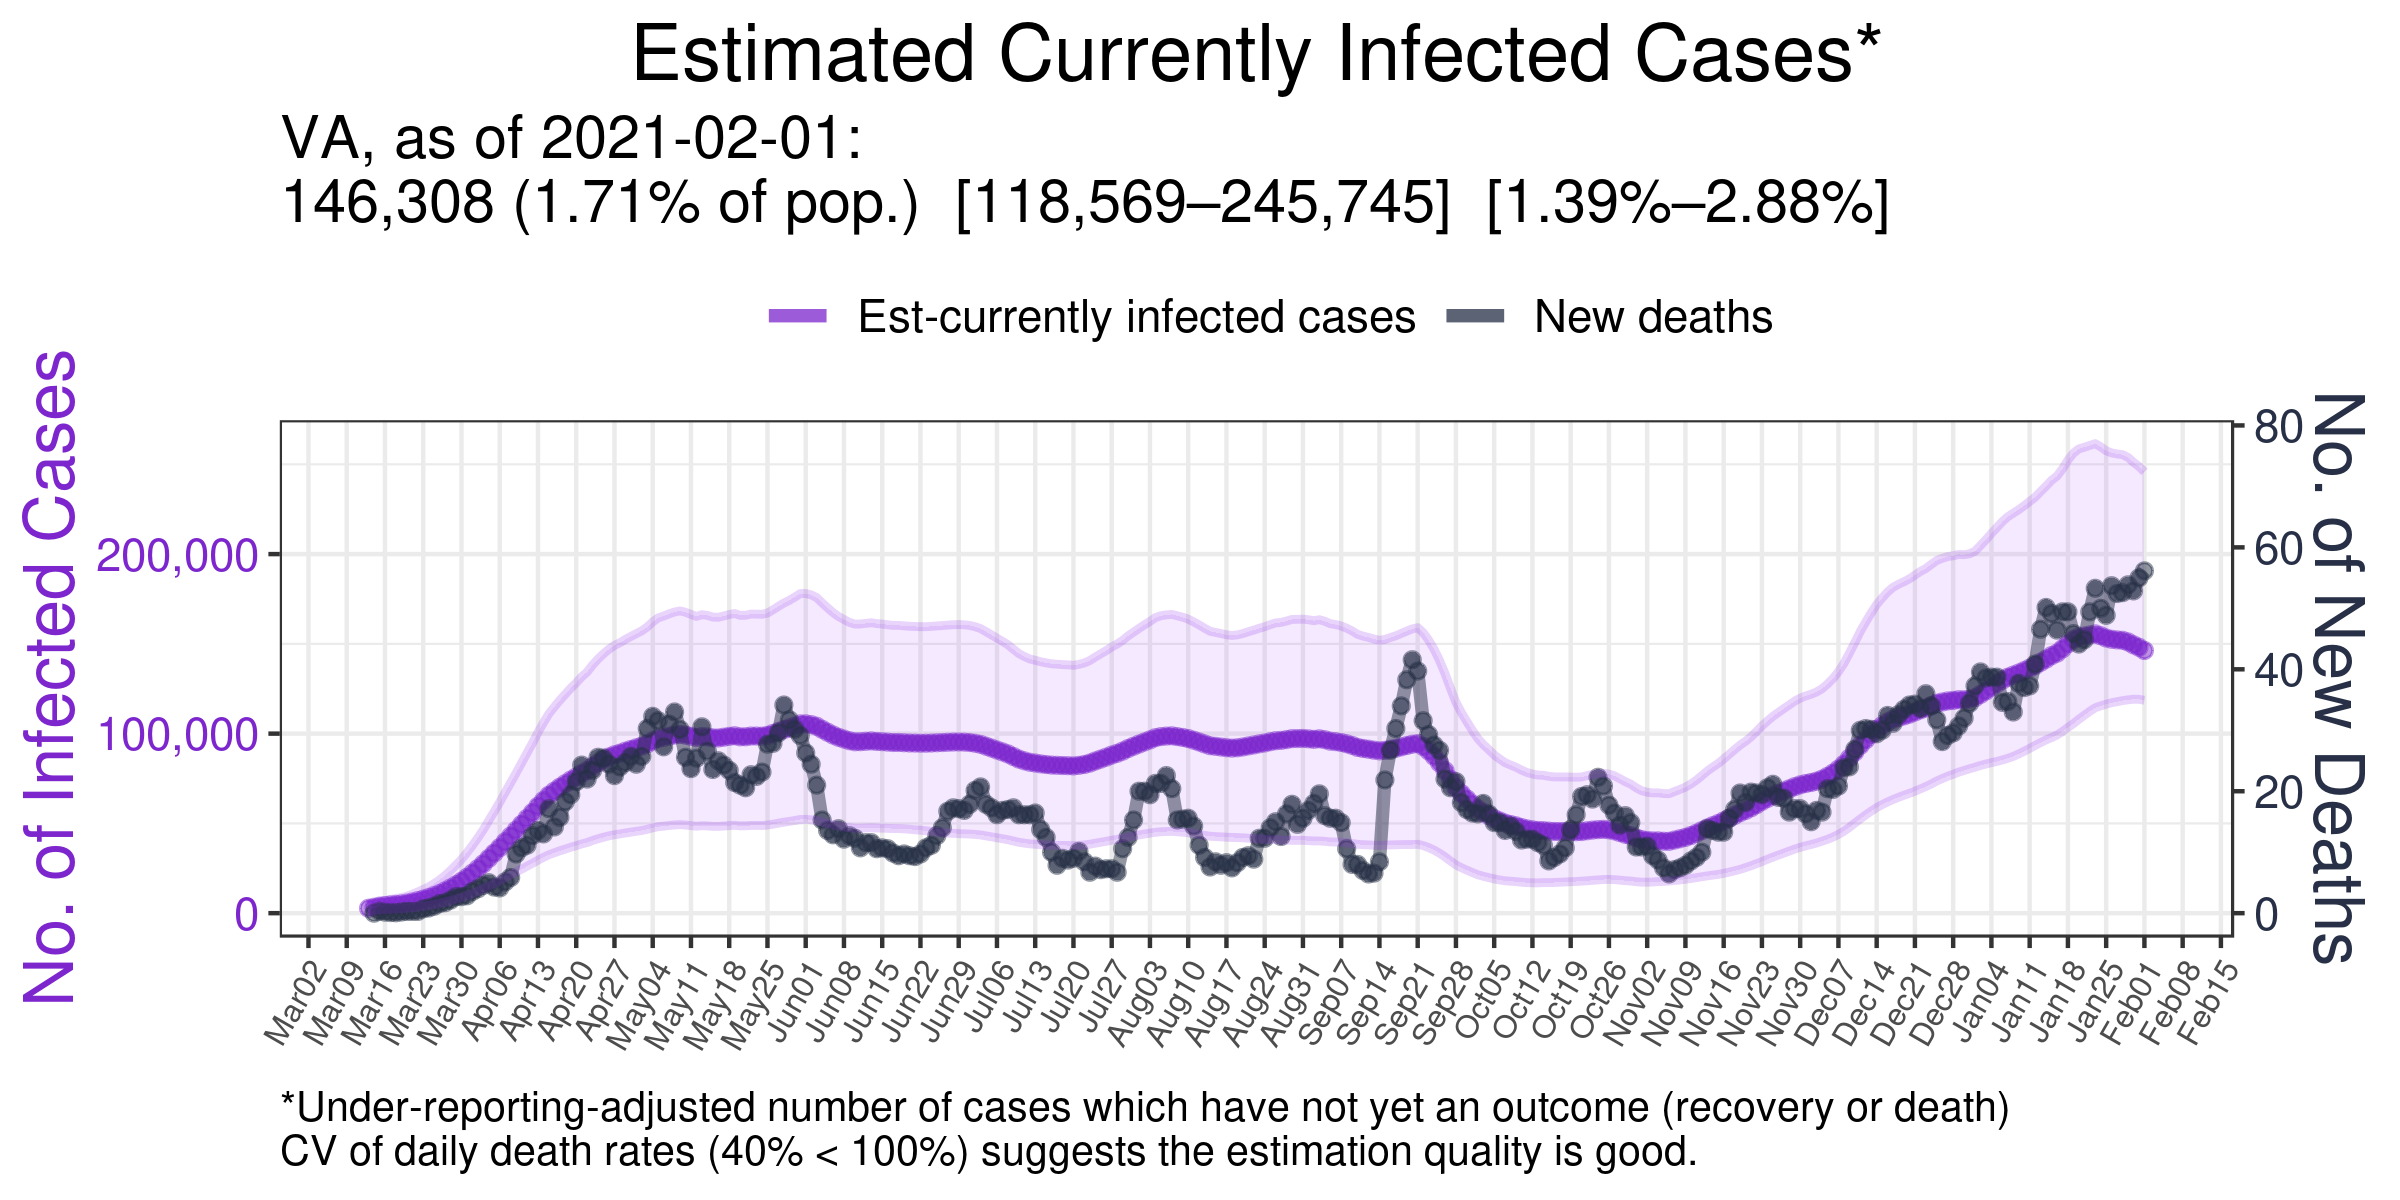 Estimated Currently Infected Cases*
VA, as of 2021-02-01:
146,308 (1.71% of pop.)  [118,569–245,745]  [1.39%–2.88%]
Est-currently infected cases
New deaths
No. of Infected Cases
200,000
100,000
0
80
60
40
20
0
No. of New Deaths
Mar02
Mar09
Mar16
Mar23
Mar30
Apr06
Apr13
Apr20
Apr27
May04
May11
May18
May25
Jun01
Jun08
Jun15
Jun22
Jun29
Jul06
Jul13
Jul20
Jul27
Aug03
Aug10
Aug17
Aug24
Aug31
Sep07
Sep14
Sep21
Sep28
Oct05
Oct12
Oct19
Oct26
Nov02
Nov09
Nov16
Nov23
Nov30
Dec07
Dec14
Dec21
Dec28
Jan04
Jan11
Jan18
Jan25
Feb01
Feb08
Feb15
*Under-reporting-adjusted number of cases which have not yet an outcome (recovery or death)
CV of daily death rates (40% < 100%) suggests the estimation quality is good.